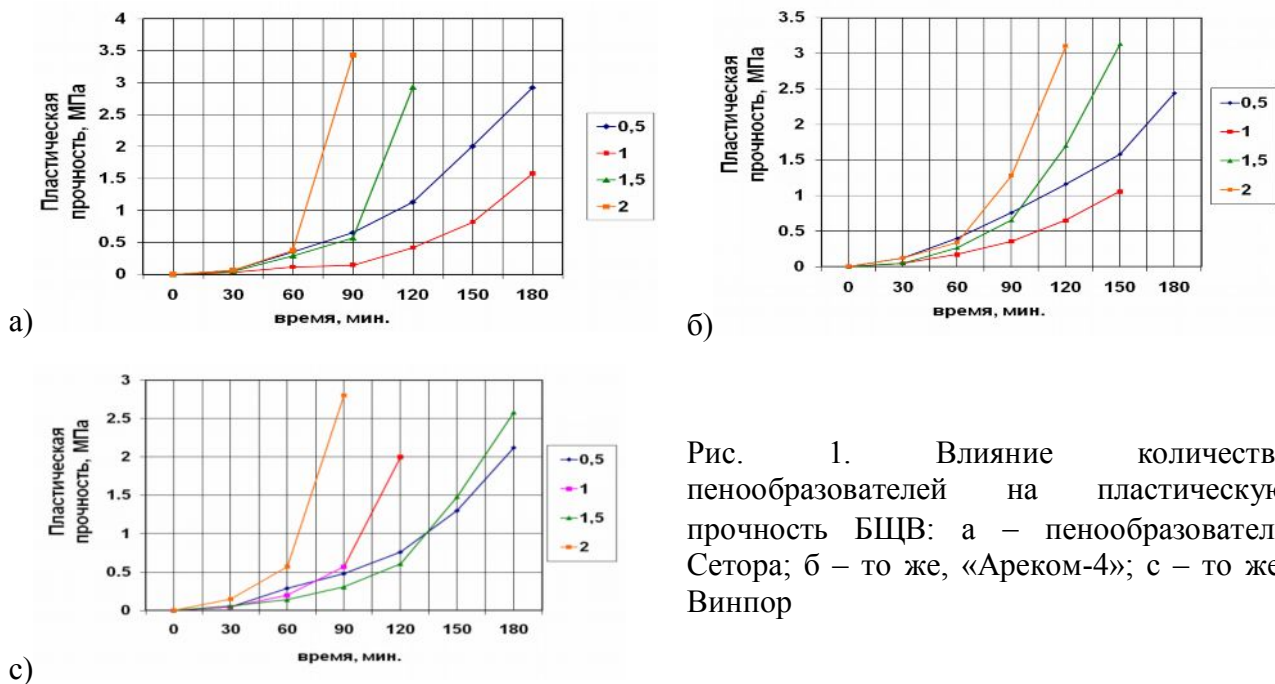 4
3.5
3
2.5
2
1.5
1
0.5
0
Пластическая
прочность, МПа
0 30 60 90 120 150 180
время, мин.
0,5
1
1,5
2
а)
3.5
3
2.5
2
1.5
1
0.5
0
Пластическая
прочность, МПа
0 30 60 90 120 150 180
время, мин.
0,5
1
1,5
2
б)
3
2.5
2
1.5
1
0.5
0
Пластическая
прочность, МПа
0 30 60 90 120 150 180
время, мин.
0,5
1
1,5
2
с)
Рис. 1. Влияние количеств
пенообразователей на пластическую
прочность БЩВ: а – пенообразовател
Сетора; б – то же, «Ареком-4»; с – то же
Винпор